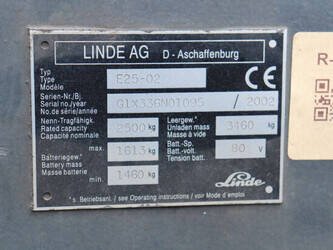 LINDE AG D - Aschaffenburg
Typ
Type E25-02
Modèle
CE
Serien-Nr./Bj.
Serial no./year G1X336N01095 / 2002
No. de série/année
Nenn-Tragfähigk.
Rated capacity 2500 kg
Capacité nominale
Leergew.*
Unladen mass 3460 kg
Masse à vide
max. 1613 kg
Batteriegew.*
Battery mass
Masse batterie
min. 1460 kg
Batt.-Sp.
Batt.-volt. 80 V
Tension batt.
Linde
*s. Betriebsanl. / see Operating instructions / voir Mode d'emploi
R-